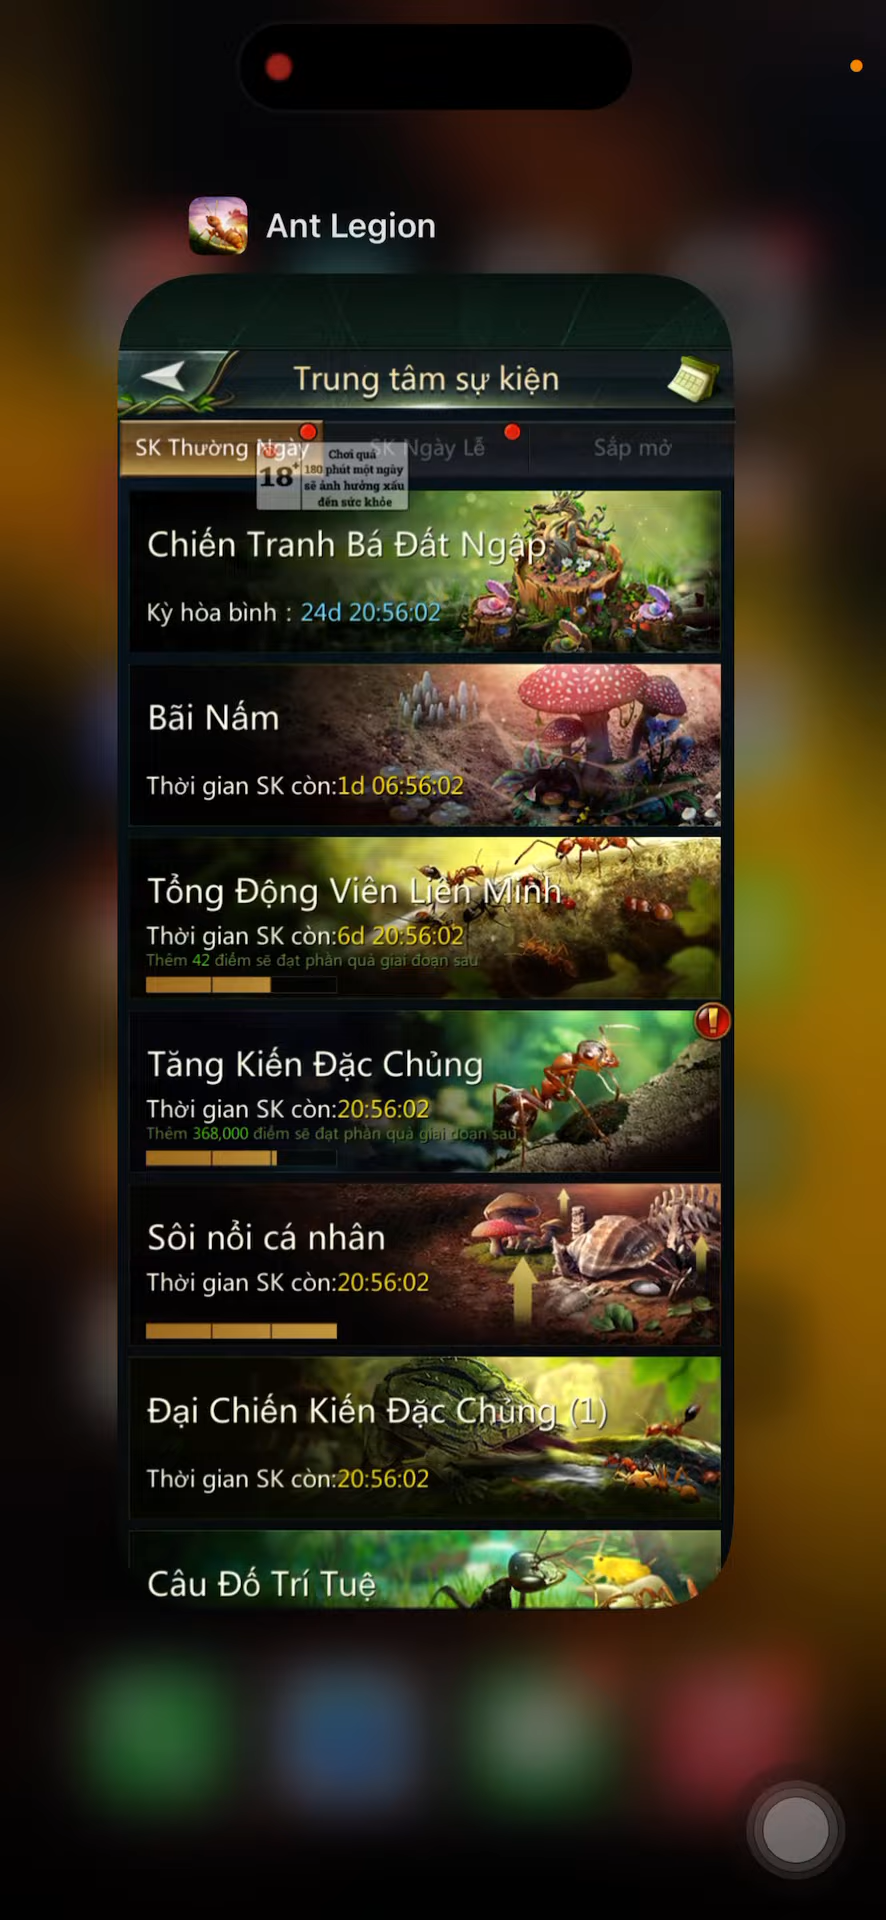 Ant Legion
Trung tâm sự kiện
SK Thường Ngày
SK Ngày Lễ
Sắp mở
18+
Chơi quá
180 phút một ngày
sẽ ảnh hưởng xấu
đến sức khỏe
Chiến Tranh Bá Đất Ngập
Kỳ hòa bình : 24d 20:56:02
Bãi Nấm
Thời gian SK còn:1d 06:56:02
Tổng Động Viên Liên Minh
Thời gian SK còn:6d 20:56:02
Thêm 42 điểm sẽ đạt phần quà giai đoạn sau
Tăng Kiến Đặc Chủng
Thời gian SK còn:20:56:02
Thêm 368,000 điểm sẽ đạt phần quà giai đoạn sau
Sôi nổi cá nhân
Thời gian SK còn:20:56:02
Đại Chiến Kiến Đặc Chủng (1)
Thời gian SK còn:20:56:02
Câu Đố Trí Tuệ